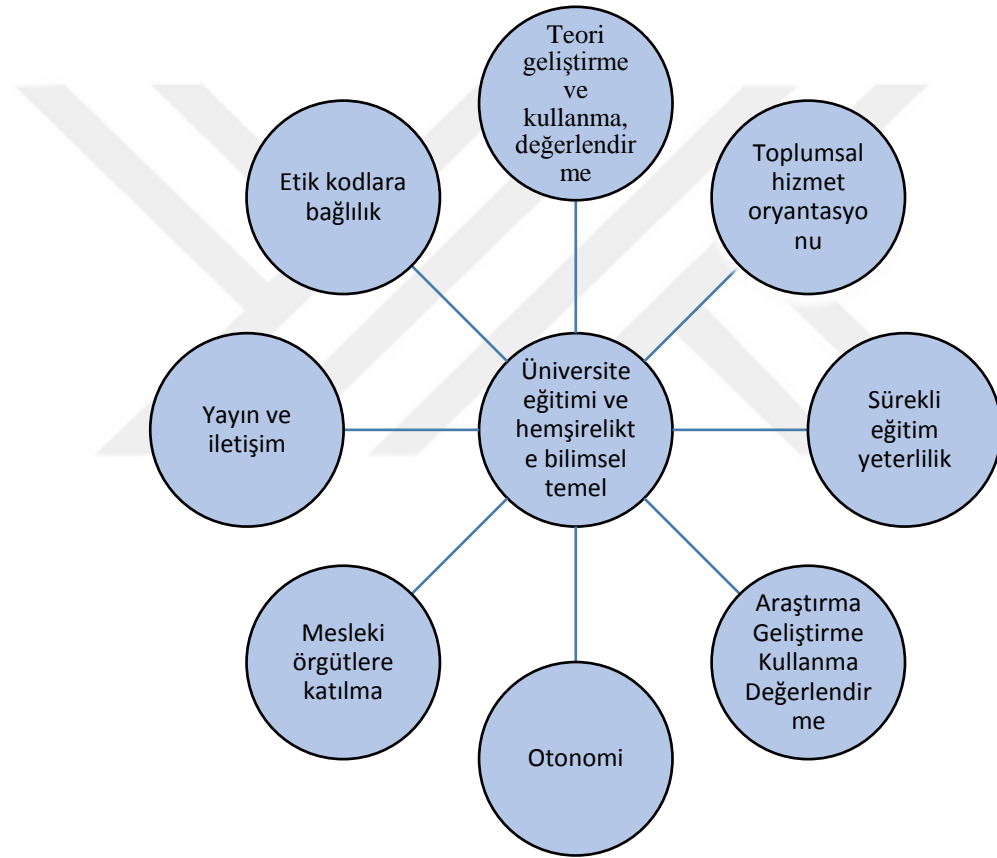 Teori
geliştirme
ve
kullanma,
değerlendir
me
Toplumsal
hizmet
oryantasyo
nu
Sürekli
eğitim
yeterlilik
Araştırma
Geliştirme
Kullanma
Değerlendir
me
Otonomi
Mesleki
örgütlere
katılma
Yayın ve
iletişim
Etik kodlara
bağlılık
Üniversite
eğitimi ve
hemşirelikt
e bilimsel
temel